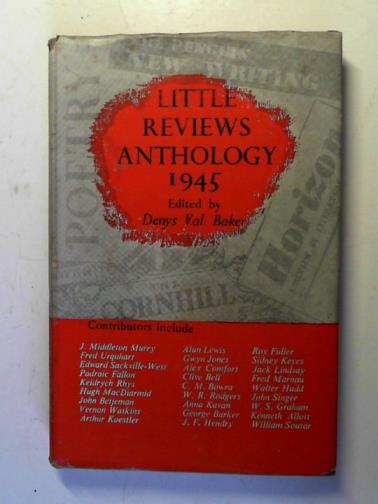 THE PENGUIN
NEW WRITING
POETRY
Horizon
CORNHILL
LITTLE
REVIEWS
ANTHOLOGY
1945
Edited by
Denys Val Baker
Contributors include
J. Middleton Murry
Fred Urquhart
Edward Sackville-West
Padraic Fallon
Keidrych Rhys
Hugh MacDiarmid
John Betjeman
Vernon Watkins
Arthur Koestler
Alun Lewis
Gwyn Jones
Alex Comfort
Clive Bell
C. M. Bowra
W. R. Rodgers
Anna Kavan
George Barker
J. F. Hendry
Roy Fuller
Sidney Keyes
Jack Lindsay
Fred Marnau
Walter Hudd
John Singer
W. S. Graham
Kenneth Allott
William Soutar